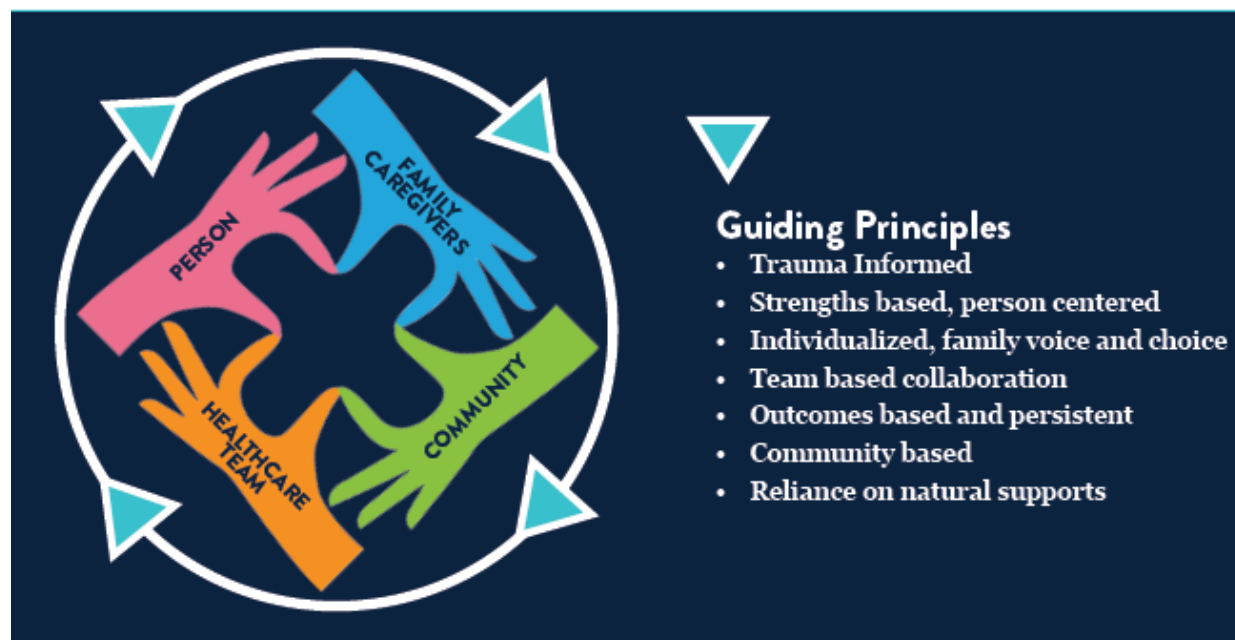 PERSON
FAMILY
CAREGIVERS
HEALTHCARE
TEAM
COMMUNITY
Guiding Principles
• Trauma Informed
• Strengths based, person centered
• Individualized, family voice and choice
• Team based collaboration
• Outcomes based and persistent
• Community based
• Reliance on natural supports